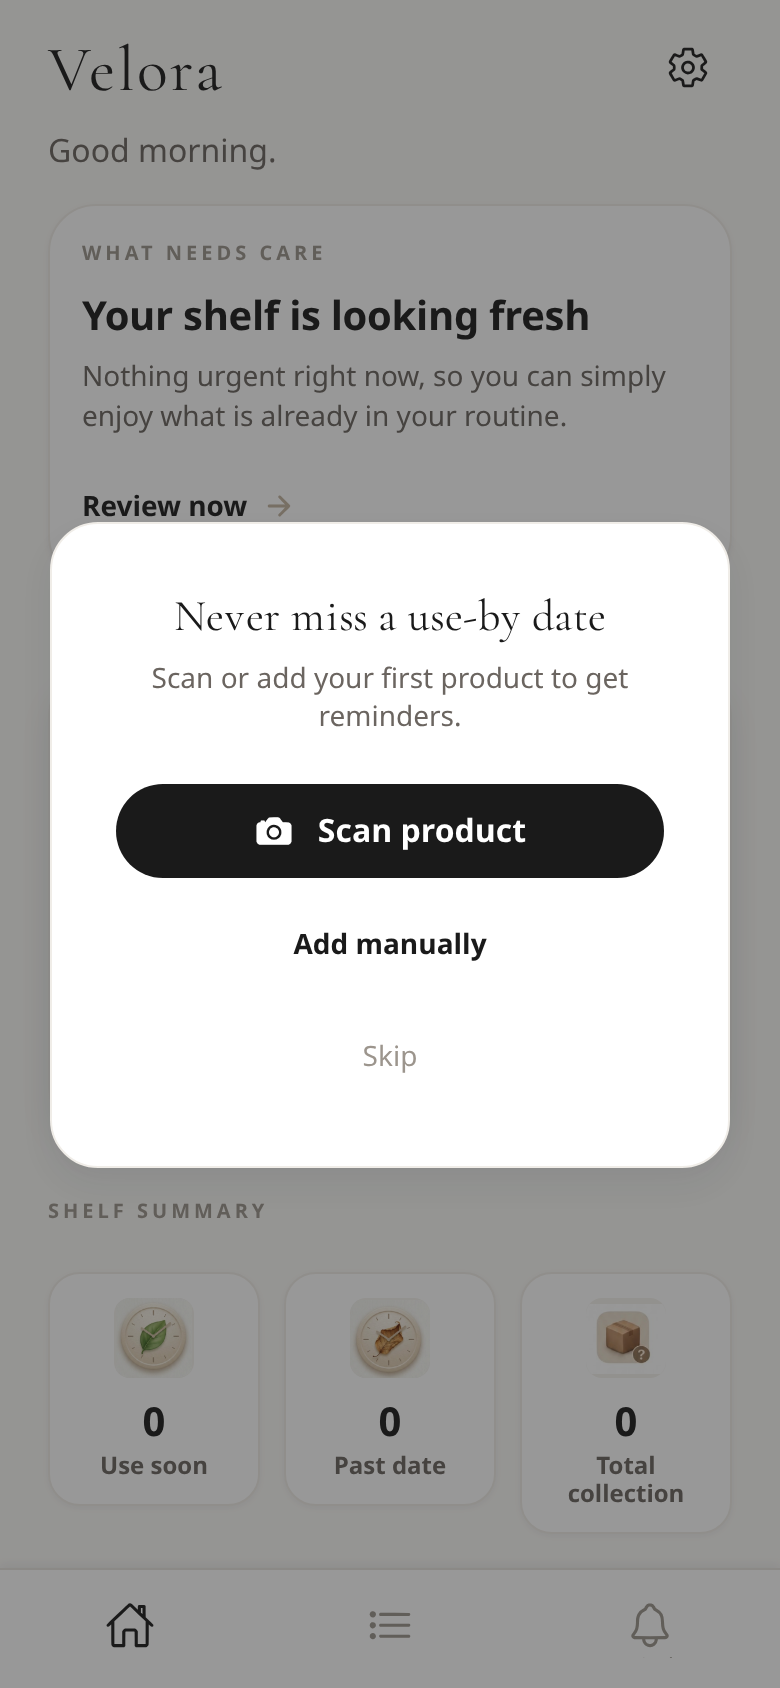 Velora
Good morning.
WHAT NEEDS CARE
Your shelf is looking fresh
Nothing urgent right now, so you can simply
enjoy what is already in your routine.
Review now
Never miss a use-by date
Scan or add your first product to get
reminders.
Scan product
Add manually
Skip
SHELF SUMMARY
0
Use soon
0
Past date
?
0
Total
collection